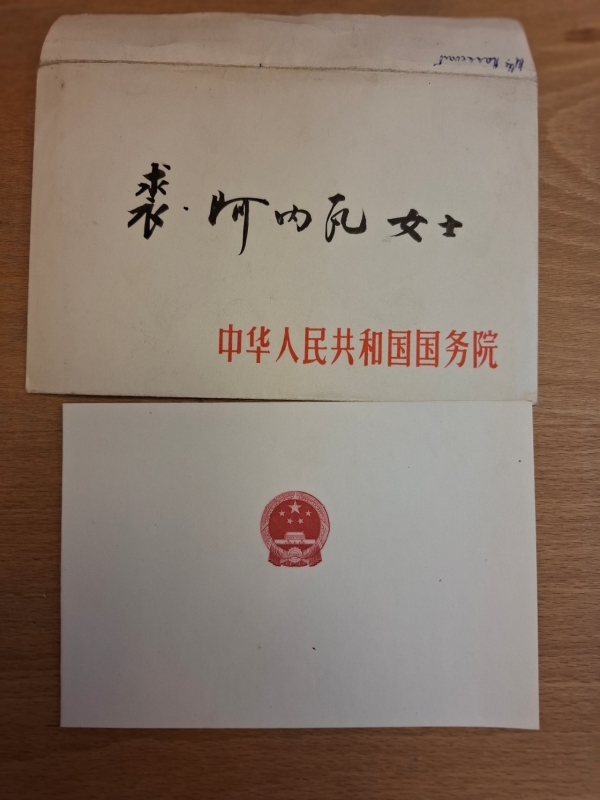 裘·阿内瓦 女士
中华人民共和国国务院